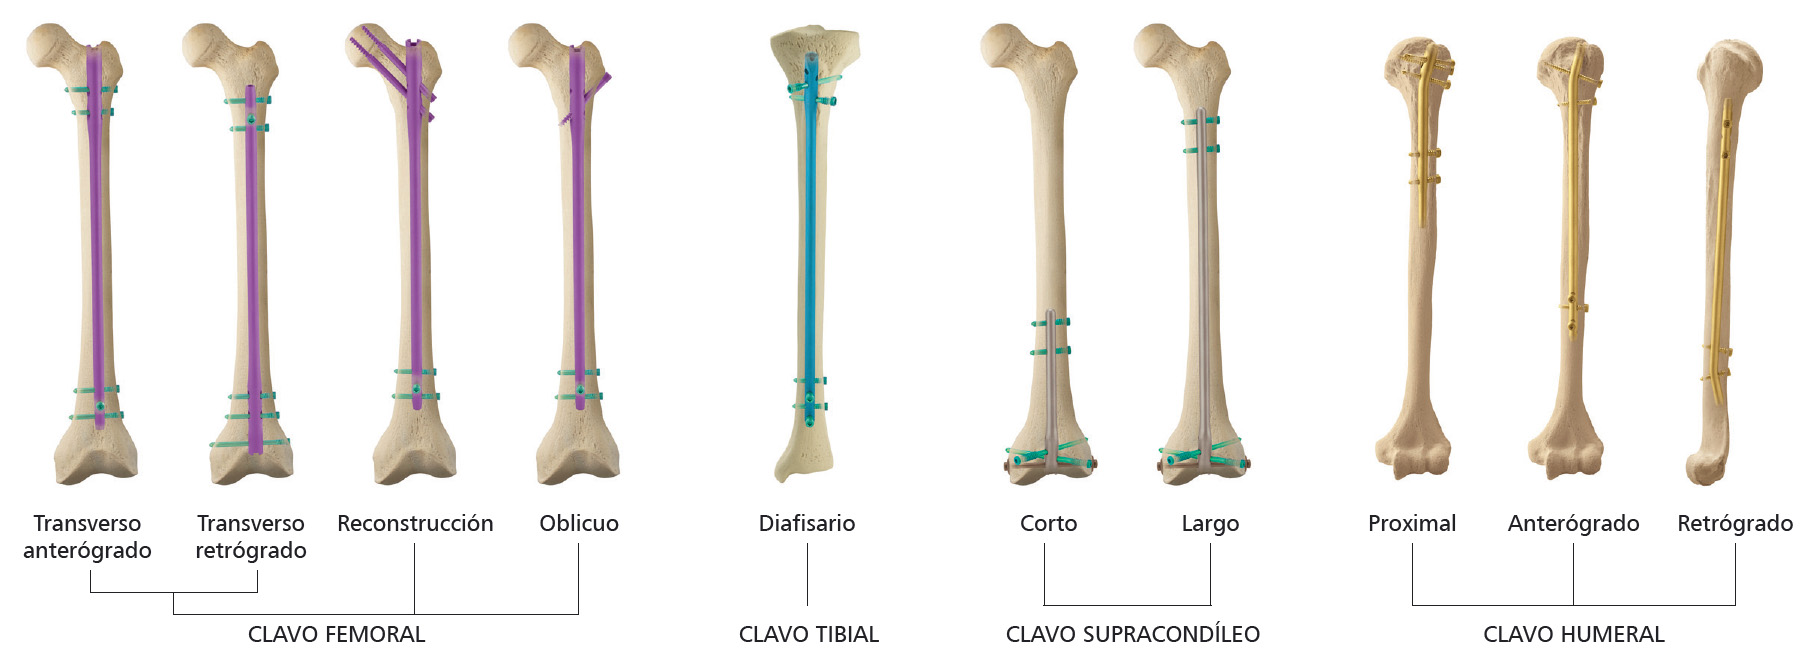 Transverso
anterógrado
Transverso
retrógrado
Reconstrucción
Oblicuo
Diafisario
Corto
Largo
Proximal
Anterógrado
Retrógrado
CLAVO FEMORAL
CLAVO TIBIAL
CLAVO SUPRACONDÍLEO
CLAVO HUMERAL